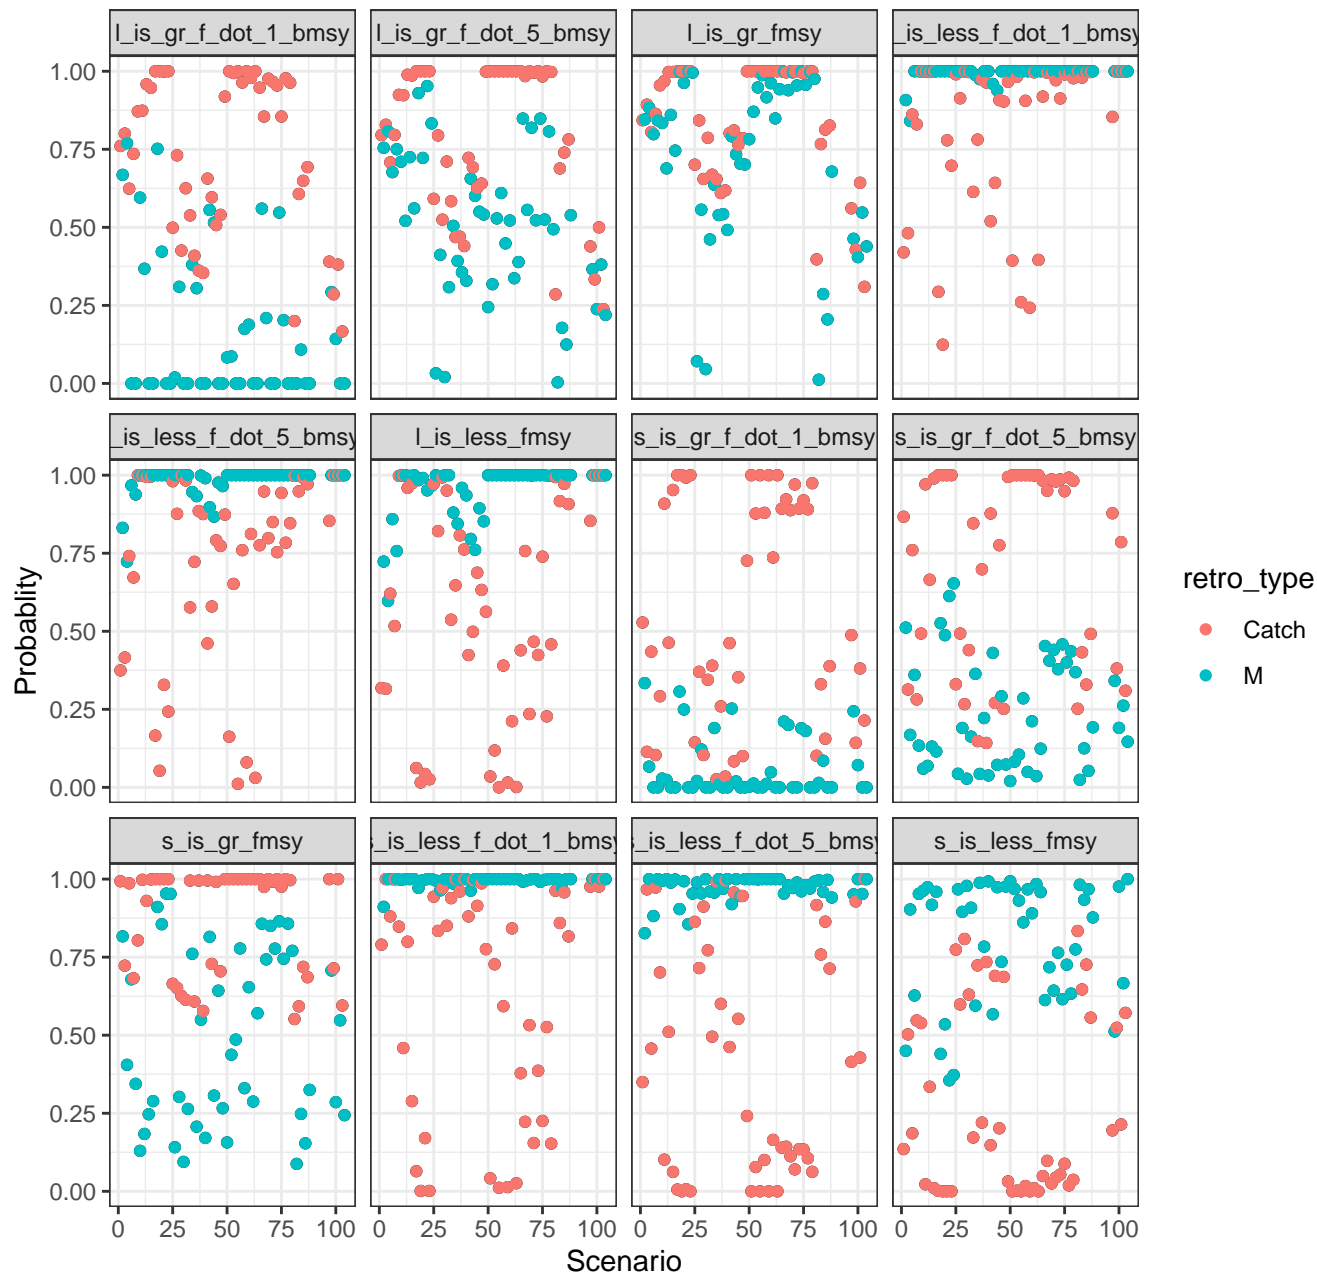 l_is_gr_f_dot_1_bmsy
l_is_gr_f_dot_5_bmsy
l_is_gr_fmsy
_is_less_f_dot_1_bmsy
1.00
0.75
0.50
0.25
0.00
_is_less_f_dot_5_bmsy
l_is_less_fmsy
s_is_gr_f_dot_1_bmsy
s_is_gr_f_dot_5_bmsy
1.00
0.75
0.50
0.25
0.00
s_is_gr_fmsy
s_is_less_f_dot_1_bmsy
s_is_less_f_dot_5_bmsy
s_is_less_fmsy
1.00
0.75
0.50
0.25
0.00
0 25 50 75 100
0 25 50 75 100
0 25 50 75 100
0 25 50 75 100
Scenario
Probablity
retro_type
Catch
M